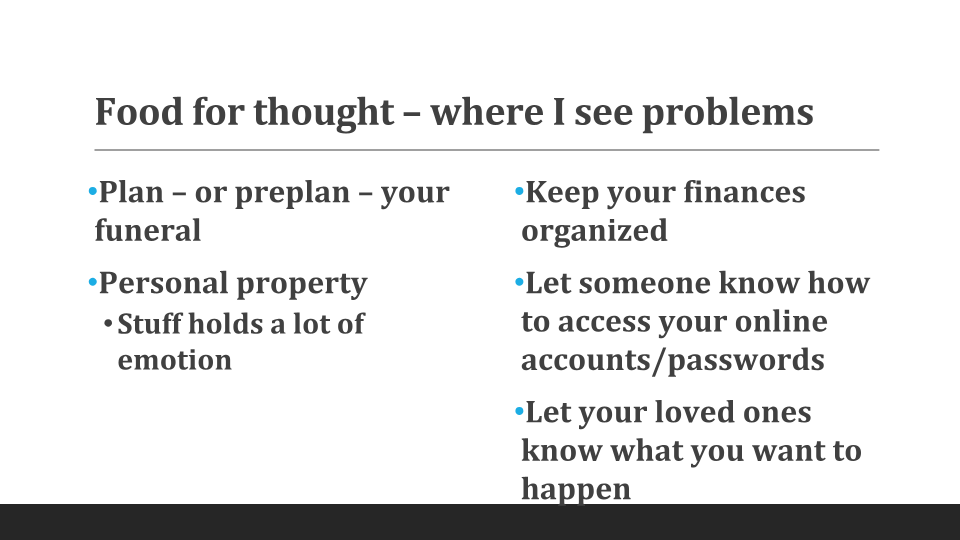 Food for thought – where I see problems
•Plan – or preplan – your
funeral
•Personal property
•Stuff holds a lot of
emotion
•Keep your finances
organized
•Let someone know how
to access your online
accounts/passwords
•Let your loved ones
know what you want to
happen